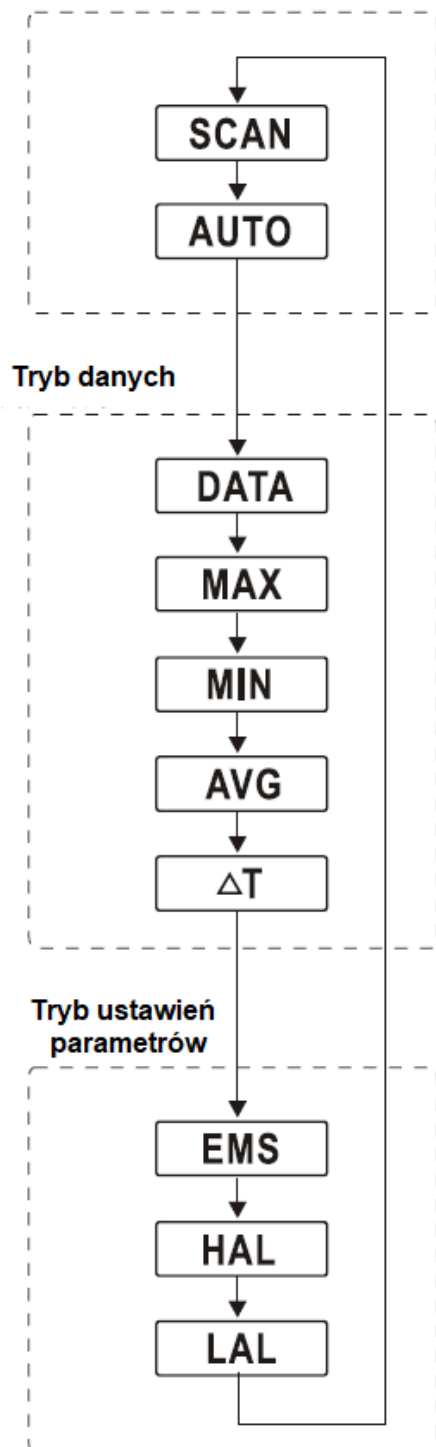 SCAN
AUTO
Tryb danych
DATA
MAX
MIN
AVG
△T
Tryb ustawień
parametrów
EMS
HAL
LAL